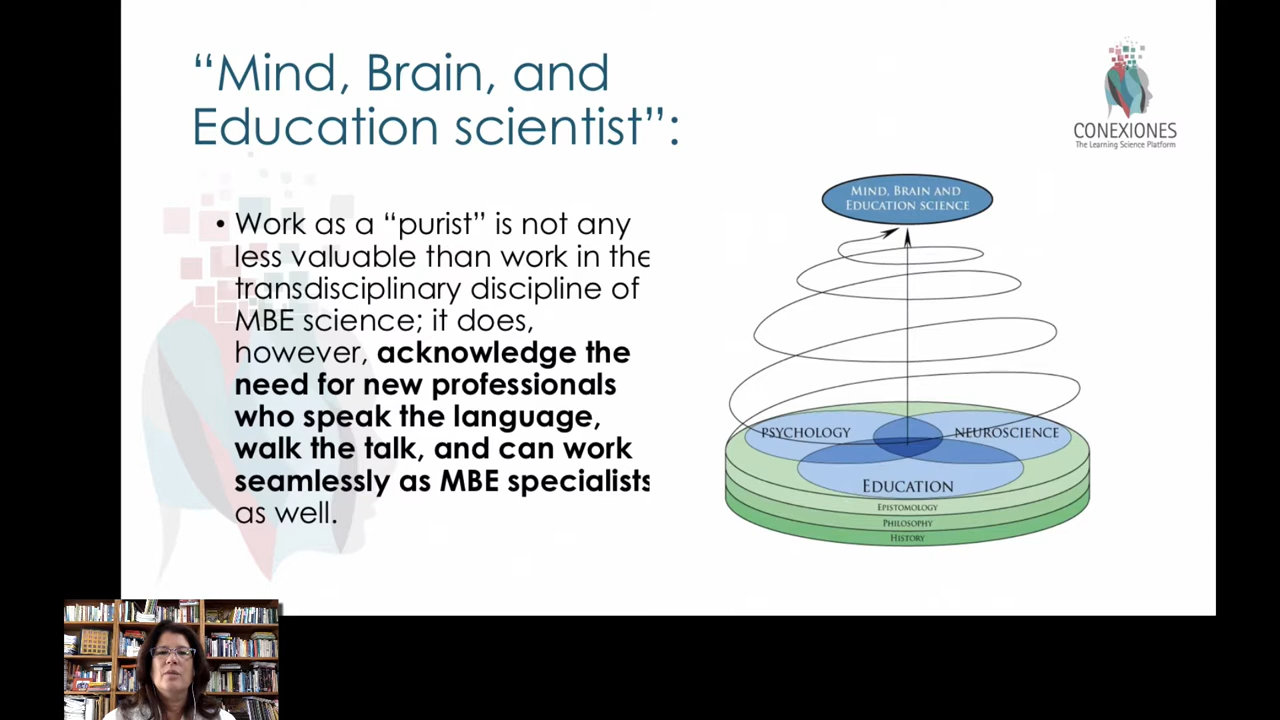 “Mind, Brain, and
Education scientist”:
CONEXIONES
The Learning Science Platform
• Work as a “purist” is not any
less valuable than work in the
transdisciplinary discipline of
MBE science; it does,
however, acknowledge the
need for new professionals
who speak the language,
walk the talk, and can work
seamlessly as MBE specialists
as well.
MIND, BRAIN AND
EDUCATION SCIENCE
PSYCHOLOGY
NEUROSCIENCE
EDUCATION
EPISTOMOLOGY
PHILOSOPHY
HISTORY